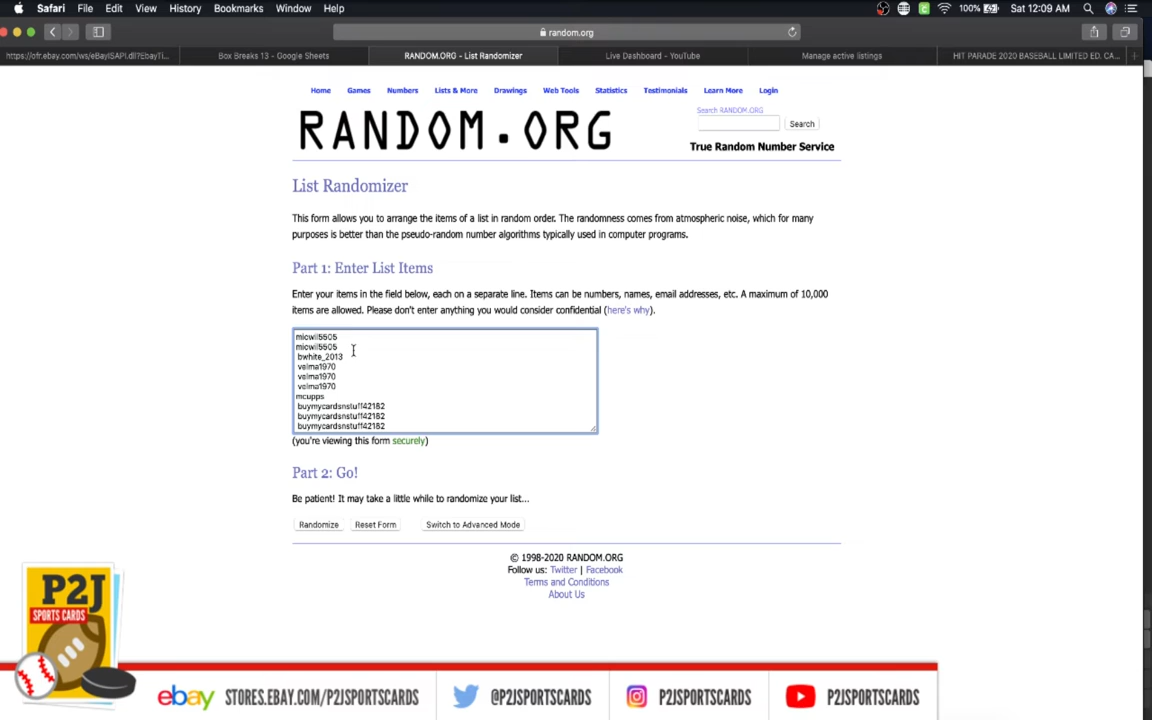 Safari File Edit View History Bookmarks Window Help 100% Sat 12:09 AM
random.org
https://ofr.ebay.com/ws/eBayISAPI.dll?EbayTi... Box Breaks 13 - Google Sheets RANDOM.ORG - List Randomizer Live Dashboard - YouTube Manage active listings HIT PARADE 2020 BASEBALL LIMITED ED. CA...
Home Games Numbers Lists & More Drawings Web Tools Statistics Testimonials Learn More Login
Search RANDOM.ORG
RANDOM.ORG
Search
True Random Number Service
List Randomizer
This form allows you to arrange the items of a list in random order. The randomness comes from atmospheric noise, which for many
purposes is better than the pseudo-random number algorithms typically used in computer programs.
Part 1: Enter List Items
Enter your items in the field below, each on a separate line. Items can be numbers, names, email addresses, etc. A maximum of 10,000
items are allowed. Please don't enter anything you would consider confidential (here's why).
micwil5505
micwil5505
bwhite_2013
velma1970
velma1970
velma1970
mcupps
buymycardsnstuff42182
buymycardsnstuff42182
buymycardsnstuff42182
(you're viewing this form securely)
Part 2: Go!
Be patient! It may take a little while to randomize your list...
Randomize Reset Form Switch to Advanced Mode
© 1998-2020 RANDOM.ORG
Follow us: Twitter | Facebook
Terms and Conditions
About Us
P2J
SPORTS CARDS
ebay STORES.EBAY.COM/P2JSPORTSCARDS @P2JSPORTSCARDS P2JSPORTSCARDS P2JSPORTSCARDS